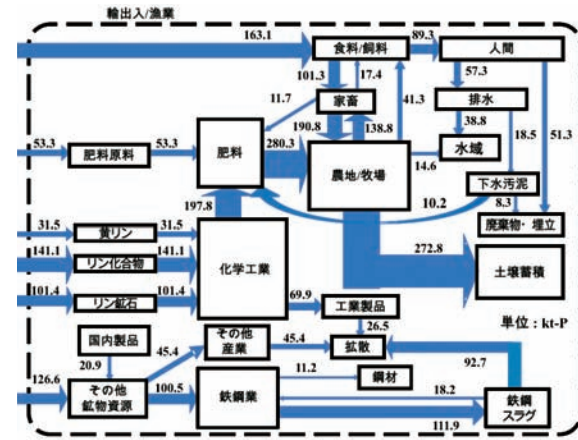 輸出入/漁業
163.1
食料/飼料
89.3
人間
101.3
17.4
57.3
11.7
家畜
41.3
排水
190.8
138.8
38.8
18.5
51.3
53.3
肥料原料
53.3
肥料
280.3
農地/牧場
14.6
水域
下水汚泥
10.2
8.3
197.8
廃棄物・埋立
31.5
黄リン
31.5
141.1
リン化合物
141.1
化学工業
272.8
土壌蓄積
101.4
リン鉱石
101.4
69.9
工業製品
単位：kt-P
国内製品
その他
産業
26.5
45.4
45.4
拡散
20.9
92.7
126.6
その他
鉱物資源
100.5
鉄鋼業
11.2
鋼材
18.2
鉄鋼
スラグ
111.9